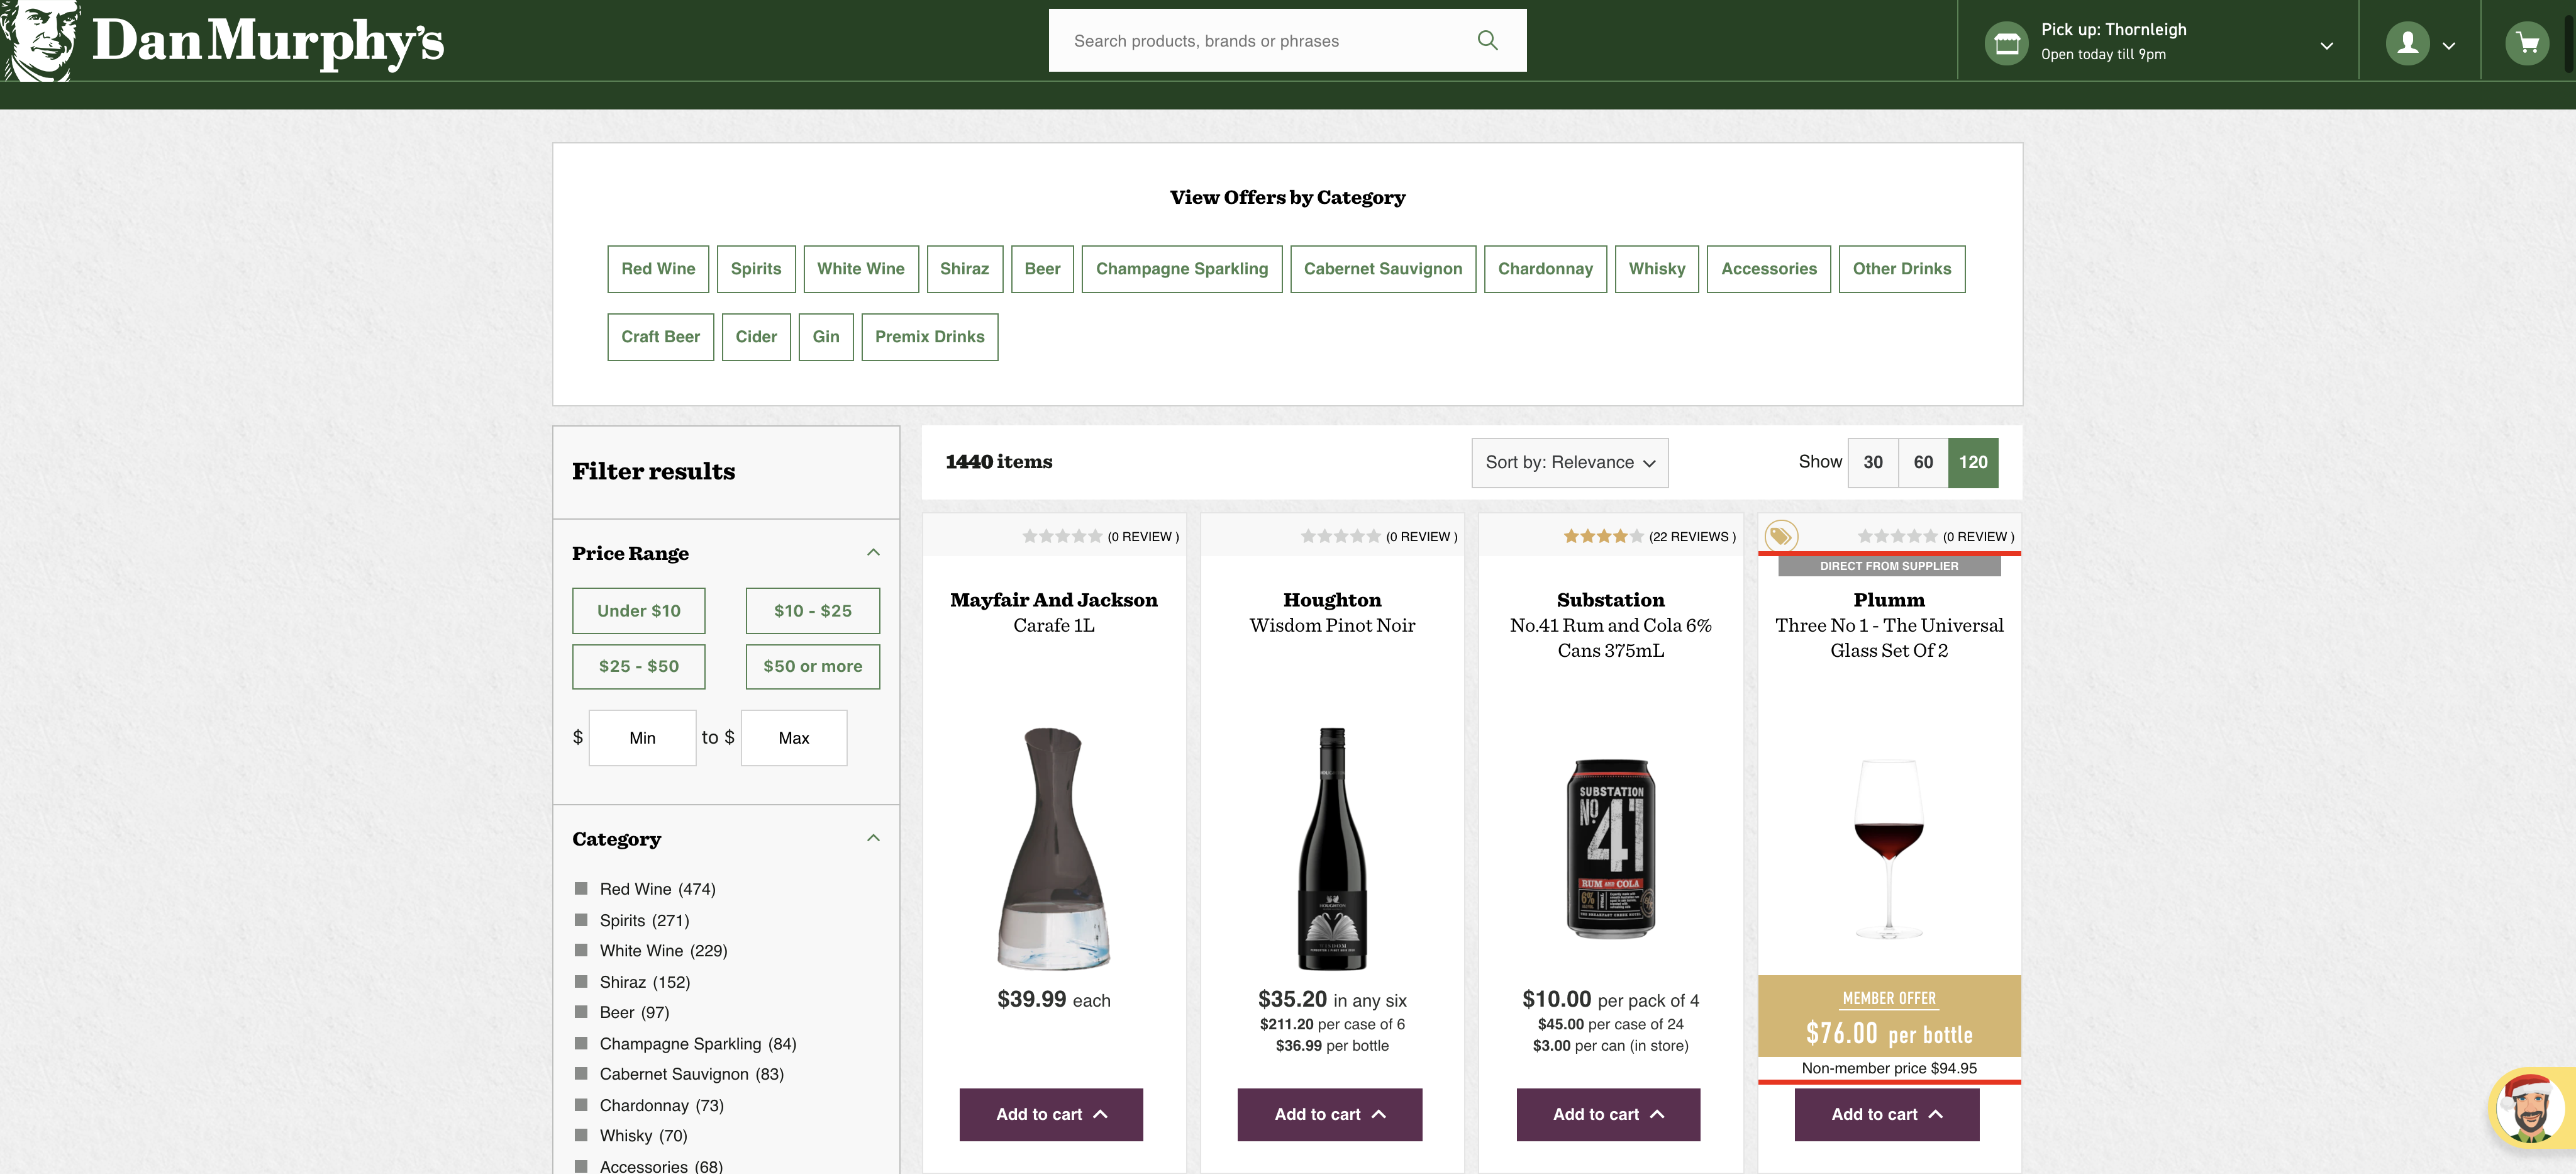 Dan Murphy's
Search products, brands or phrases
Pick up: Thornleigh
Open today till 9pm
View Offers by Category
Red Wine
Spirits
White Wine
Shiraz
Beer
Champagne Sparkling
Cabernet Sauvignon
Chardonnay
Whisky
Accessories
Other Drinks
Craft Beer
Cider
Gin
Premix Drinks
Filter results
Price Range
Under $10
$10 - $25
$25 - $50
$50 or more
$ Min to $ Max
Category
Red Wine (474)
Spirits (271)
White Wine (229)
Shiraz (152)
Beer (97)
Champagne Sparkling (84)
Cabernet Sauvignon (83)
Chardonnay (73)
Whisky (70)
Accessories (68)
1440 items
Sort by: Relevance
Show 30 60 120
(0 REVIEW )
Mayfair And Jackson
Carafe 1L
$39.99 each
Add to cart
(0 REVIEW )
Houghton
Wisdom Pinot Noir
WISDOM
$35.20 in any six
$211.20 per case of 6
$36.99 per bottle
Add to cart
(22 REVIEWS )
Substation
No.41 Rum and Cola 6%
Cans 375mL
SUBSTATION
No.
41
RUM AND COLA
6%
$10.00 per pack of 4
$45.00 per case of 24
$3.00 per can (in store)
Add to cart
(0 REVIEW )
DIRECT FROM SUPPLIER
Plumm
Three No 1 - The Universal
Glass Set Of 2
MEMBER OFFER
$76.00 per bottle
Non-member price $94.95
Add to cart